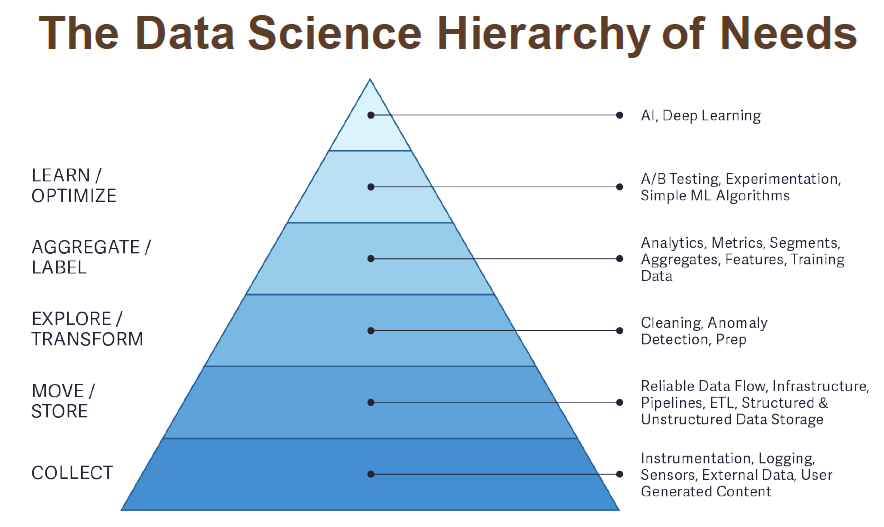 The Data Science Hierarchy of Needs
AI, Deep Learning
LEARN /
OPTIMIZE
A/B Testing, Experimentation,
Simple ML Algorithms
AGGREGATE /
LABEL
Analytics, Metrics, Segments,
Aggregates, Features, Training
Data
EXPLORE /
TRANSFORM
Cleaning, Anomaly
Detection, Prep
MOVE /
STORE
Reliable Data Flow, Infrastructure,
Pipelines, ETL, Structured &
Unstructured Data Storage
COLLECT
Instrumentation, Logging,
Sensors, External Data, User
Generated Content